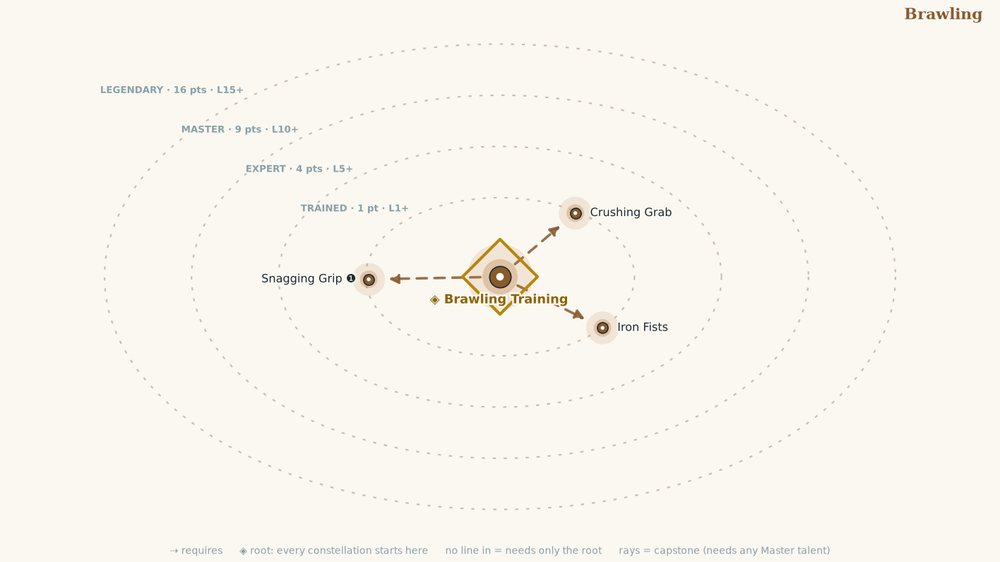 Brawling
LEGENDARY · 16 pts · L15+
MASTER · 9 pts · L10+
EXPERT · 4 pts · L5+
TRAINED · 1 pt · L1+
Crushing Grab
Snagging Grip ❶
◈ Brawling Training
Iron Fists
⇢ requires ◈ root: every constellation starts here no line in = needs only the root rays = capstone (needs any Master talent)